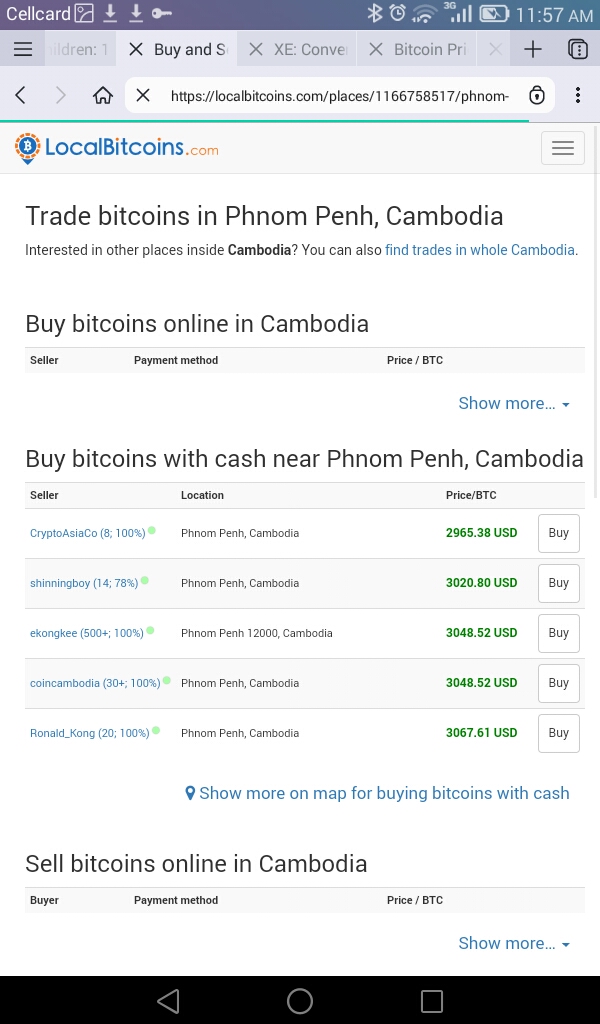 Cellcard 3G 11:57 AM
ildren: 1 Buy and S XE: Conver Bitcoin Pri
https://localbitcoins.com/places/1166758517/phnom-
LocalBitcoins.com
Trade bitcoins in Phnom Penh, Cambodia
Interested in other places inside Cambodia? You can also find trades in whole Cambodia.
Buy bitcoins online in Cambodia
Seller Payment method Price / BTC
Show more...
Buy bitcoins with cash near Phnom Penh, Cambodia
Seller Location Price/BTC
CryptoAsiaCo (8; 100%) Phnom Penh, Cambodia 2965.38 USD Buy
shinningboy (14; 78%) Phnom Penh, Cambodia 3020.80 USD Buy
ekongkee (500+; 100%) Phnom Penh 12000, Cambodia 3048.52 USD Buy
coincambodia (30+; 100%) Phnom Penh, Cambodia 3048.52 USD Buy
Ronald_Kong (20; 100%) Phnom Penh, Cambodia 3067.61 USD Buy
Show more on map for buying bitcoins with cash
Sell bitcoins online in Cambodia
Buyer Payment method Price / BTC
Show more...